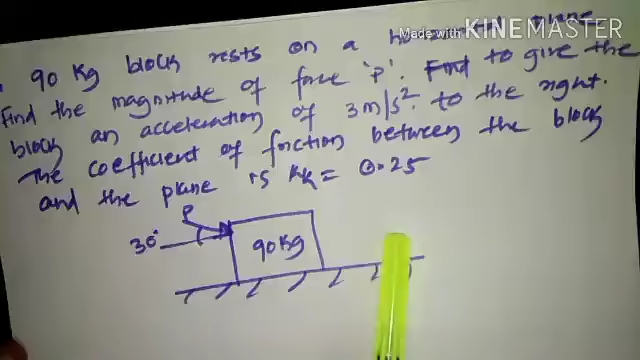 Made with KINEMASTER
90 Kg block rests on a horizontal plane
Find the magnitude of force 'P'. Find to give the
block an acceleration of 3m/s² to the right.
The coefficient of friction between the block
and the plane is μk = 0.25
P
30°
90Kg